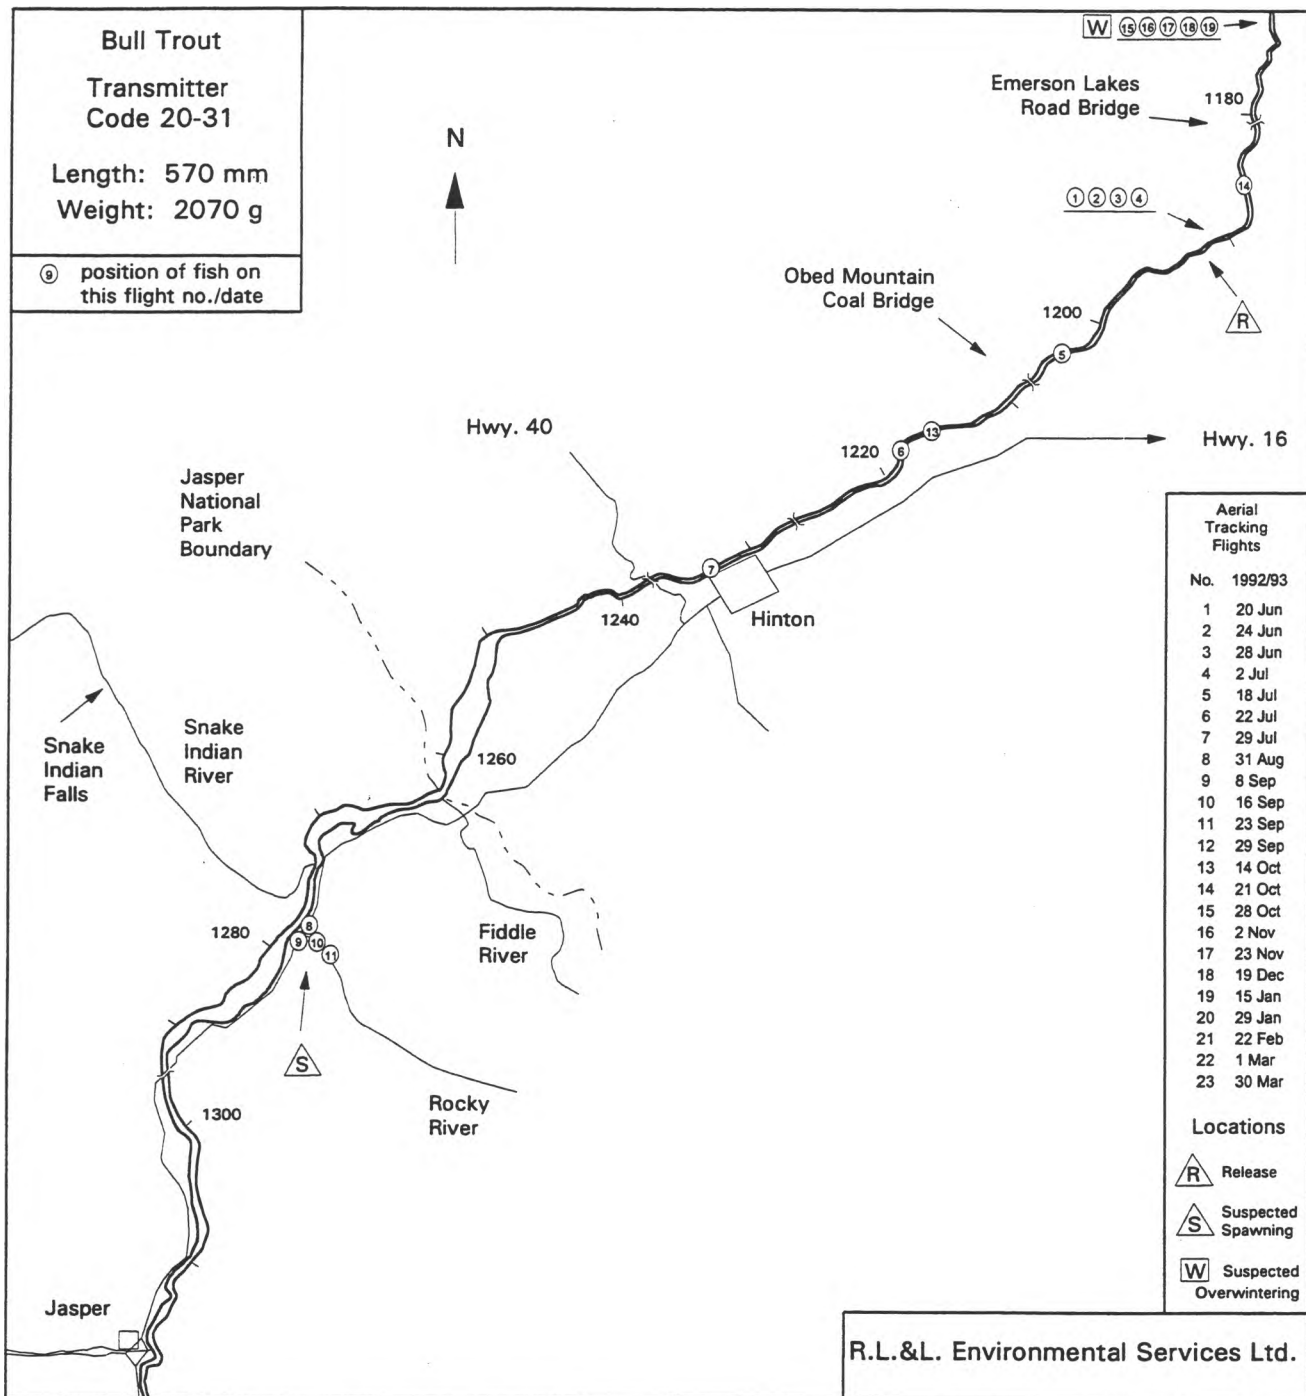 Bull Trout
Transmitter
Code 20-31
Length: 570 mm
Weight: 2070 g
9 position of fish on
this flight no./date
N
W 15 16 17 18 19
Emerson Lakes
Road Bridge
1180
14
1 2 3 4
R
Obed Mountain
Coal Bridge
1200
5
Hwy. 40
13
6
1220
Hwy. 16
Jasper
National
Park
Boundary
7
Hinton
1240
Snake
Indian
Falls
Snake
Indian
River
1260
Fiddle
River
1280
8
9 10 11
S
Rocky
River
1300
Jasper
Aerial
Tracking
Flights
No. 1992/93
1 20 Jun
2 24 Jun
3 28 Jun
4 2 Jul
5 18 Jul
6 22 Jul
7 29 Jul
8 31 Aug
9 8 Sep
10 16 Sep
11 23 Sep
12 29 Sep
13 14 Oct
14 21 Oct
15 28 Oct
16 2 Nov
17 23 Nov
18 19 Dec
19 15 Jan
20 29 Jan
21 22 Feb
22 1 Mar
23 30 Mar
Locations
R Release
S Suspected
Spawning
W Suspected
Overwintering
R.L.&L. Environmental Services Ltd.